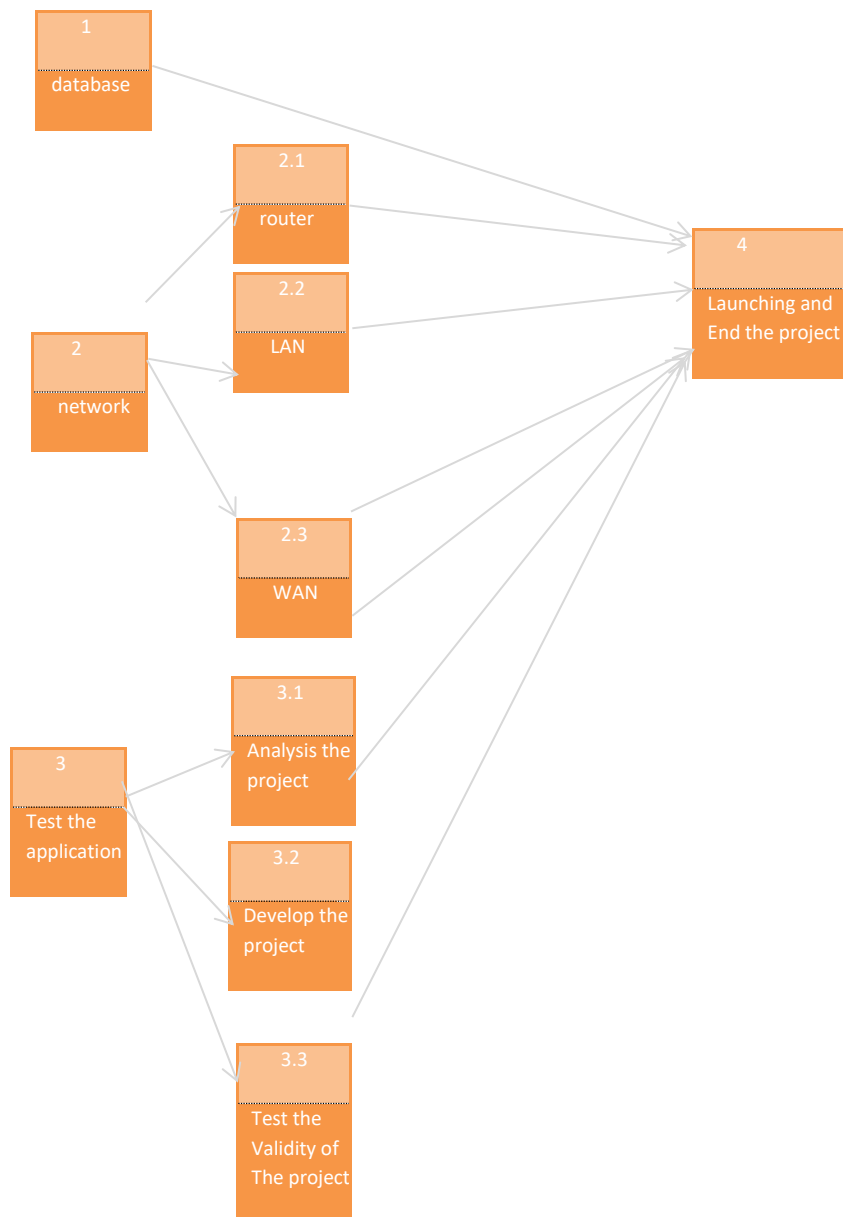 1
database
2.1
router
2.2
LAN
2
network
2.3
WAN
3.1
Analysis the
project
3
Test the
application
3.2
Develop the
project
3.3
Test the
Validity of
The project
4
Launching and
End the project